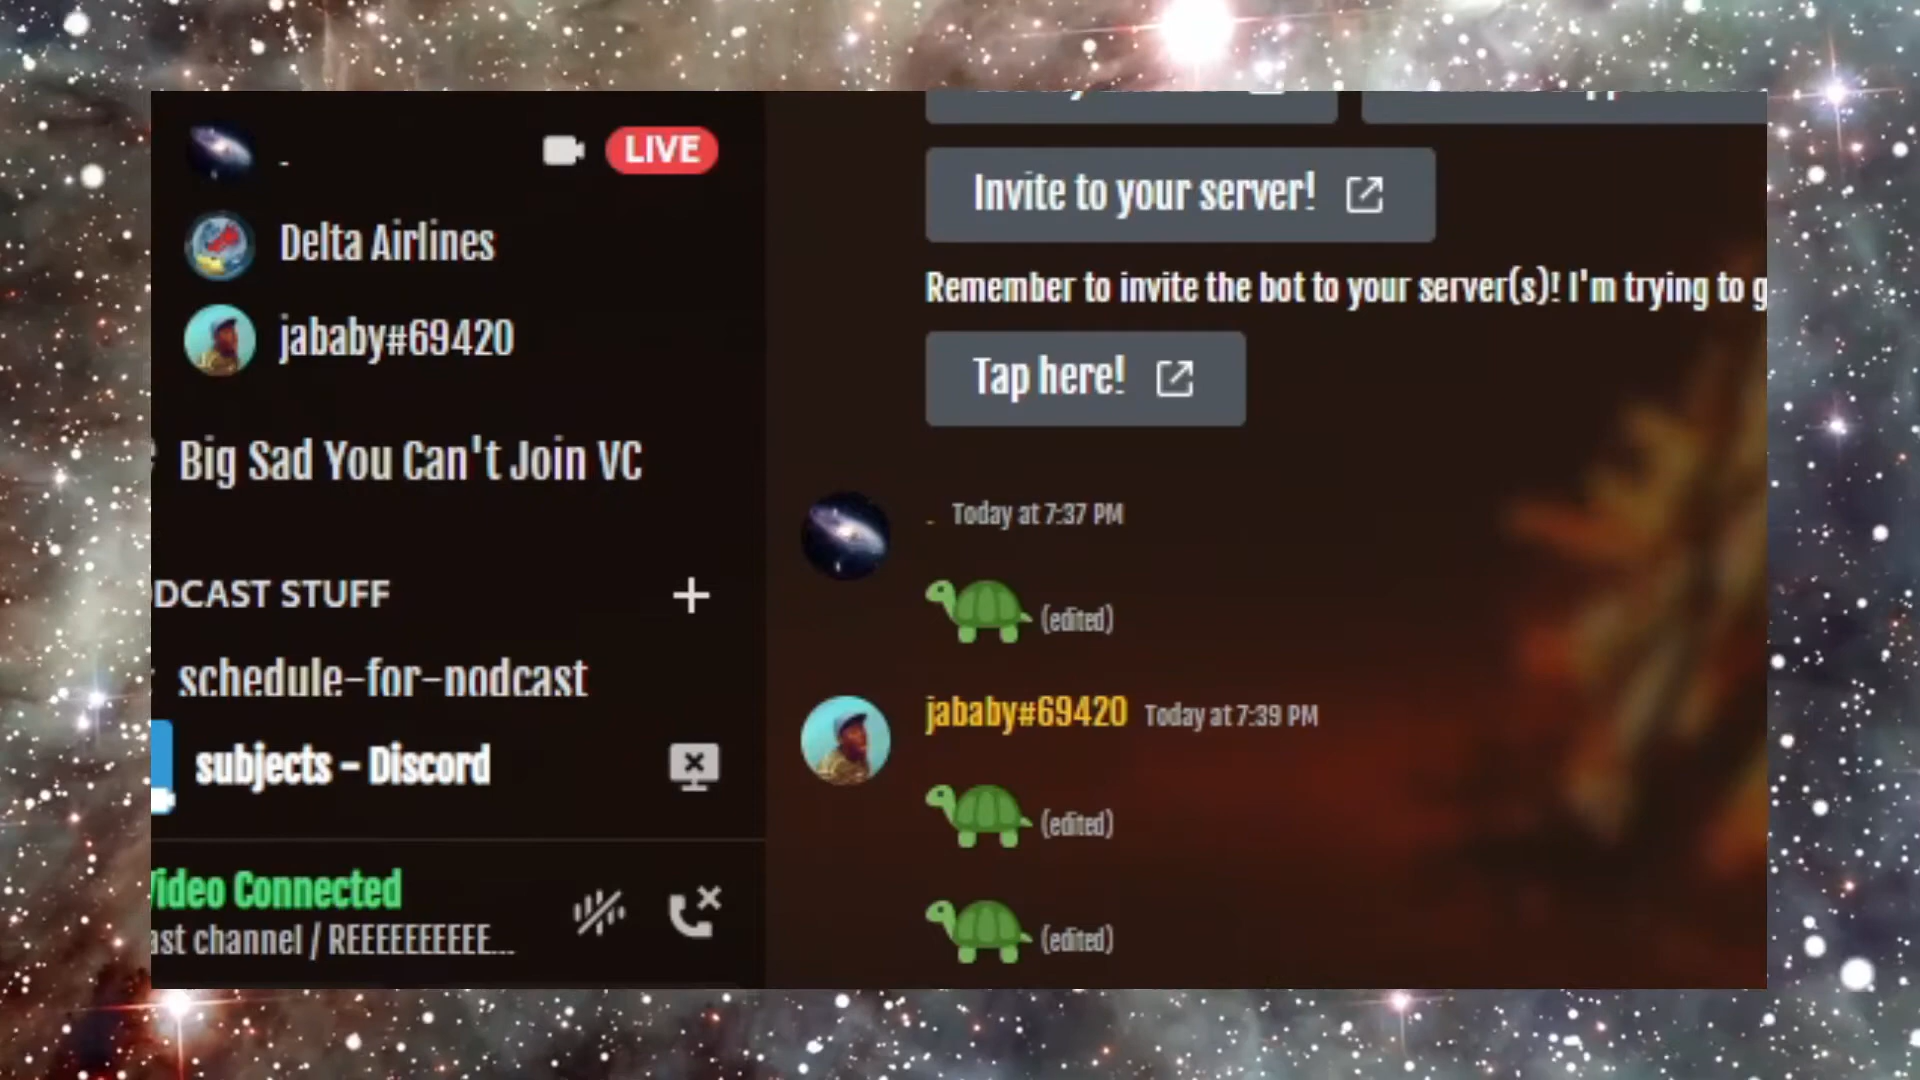 -
LIVE
Delta Airlines
jababy#69420
Big Sad You Can't Join VC
DCAST STUFF
schedule-for-nodcast
subjects - Discord
Video Connected
ast channel / REEEEEEEEEE...
Invite to your server!
Remember to invite the bot to your server(s)! I'm trying to g
Tap here!
- Today at 7:37 PM
(edited)
jababy#69420 Today at 7:39 PM
(edited)
(edited)